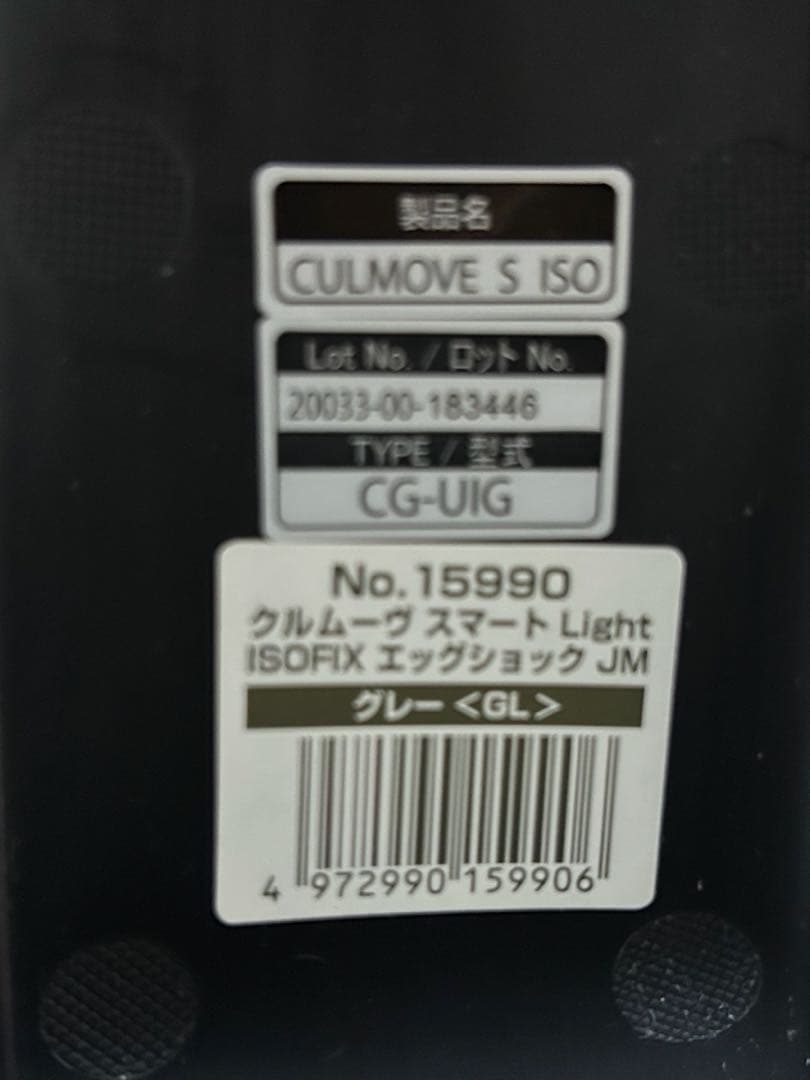 製品名
CULMOVE S ISO
Lot No. / ロット No.
20033-00-183446
TYPE / 型式
CG-UIG
No.15990
クルムーヴ スマート Light
ISOFIX エッグショック JM
グレー <GL>
4 972990 159906